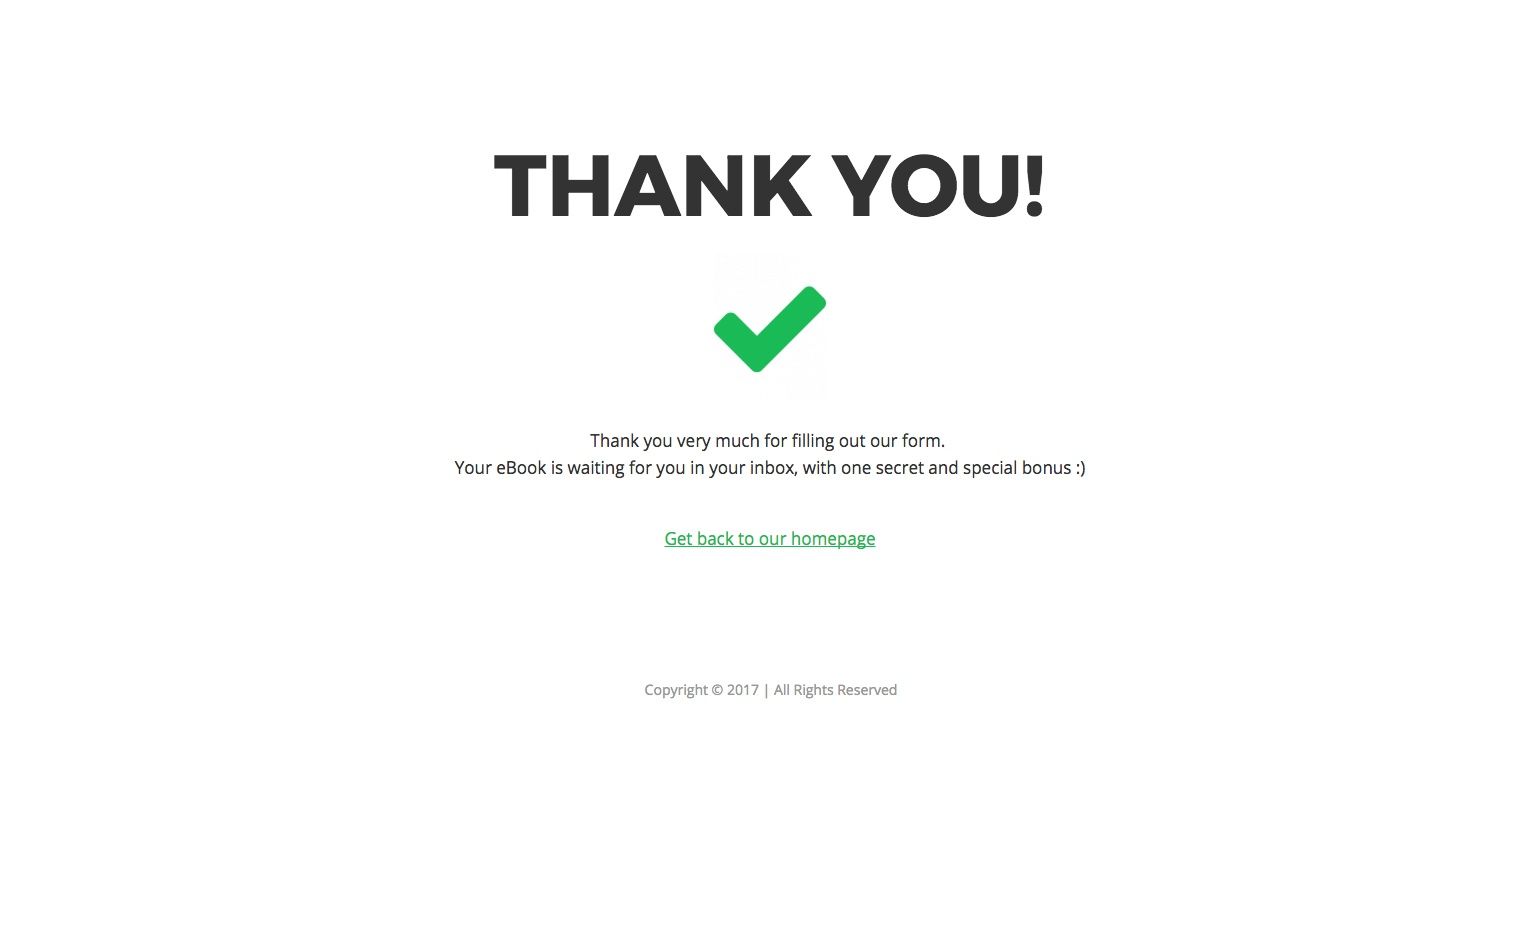 THANK YOU!
Thank you very much for filling out our form.
Your eBook is waiting for you in your inbox, with one secret and special bonus :)
Get back to our homepage
Copyright © 2017 | All Rights Reserved